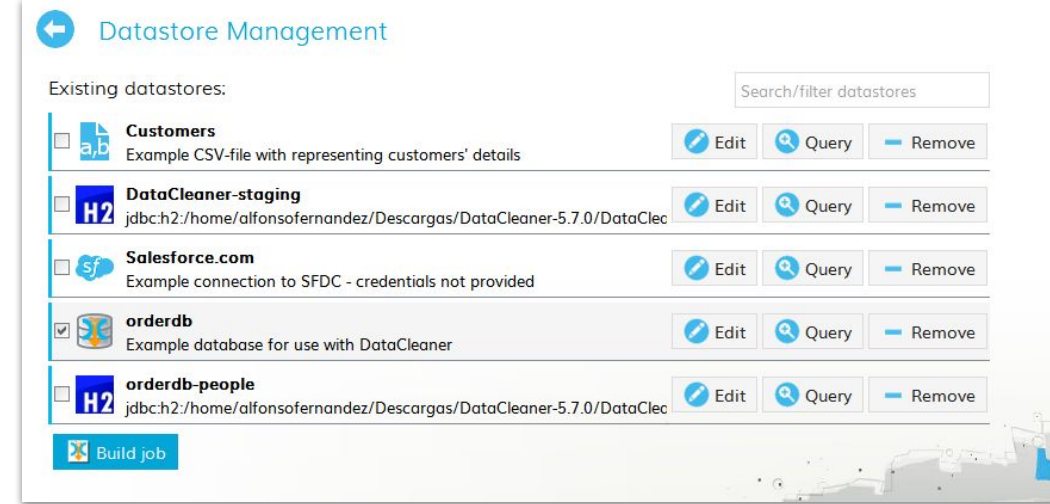 Datastore Management
Existing datastores:
Search/filter datastores
a,b
Customers
Example CSV-file with representing customers' details
Edit
Query
Remove
H2
DataCleaner-staging
jdbc:h2:/home/alfonsofernandez/Descargas/DataCleaner-5.7.0/DataClea
Edit
Query
Remove
sf
Salesforce.com
Example connection to SFDC - credentials not provided
Edit
Query
Remove
orderdb
Example database for use with DataCleaner
Edit
Query
Remove
H2
orderdb-people
jdbc:h2:/home/alfonsofernandez/Descargas/DataCleaner-5.7.0/DataClea
Edit
Query
Remove
Build job